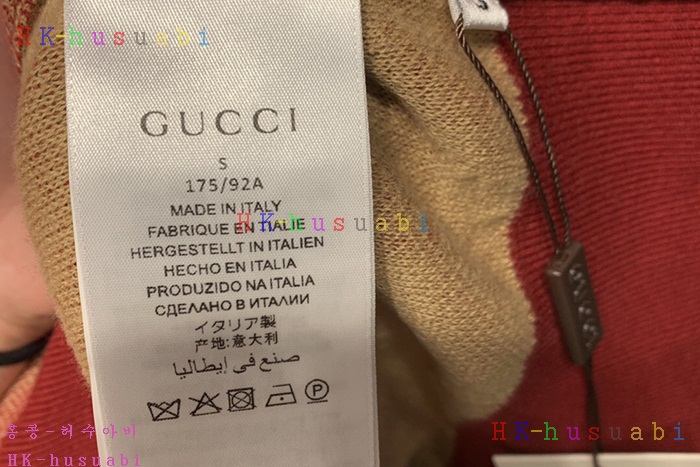 HK-husuabi
GUCCI
S
175/92A
MADE IN ITALY
HK-husuabi
FABRIQUE EN ITALIE
HERGESTELLT IN ITALIEN
HECHO EN ITALIA
PRODUZIDO NA ITALIA
СДЕЛАНО В ИТАЛИИ
イタリア製
产地:意大利
صنع في إيطاليا
P
홍콩-허수아비
HK-husuabi
HK-husuabi